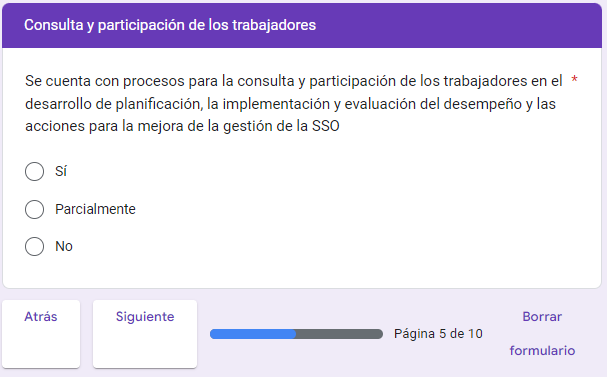 Consulta y participación de los trabajadores
Se cuenta con procesos para la consulta y participación de los trabajadores en el *
desarrollo de planificación, la implementación y evaluación del desempeño y las
acciones para la mejora de la gestión de la SSO
Sí
Parcialmente
No
Atrás
Siguiente
Página 5 de 10
Borrar
formulario